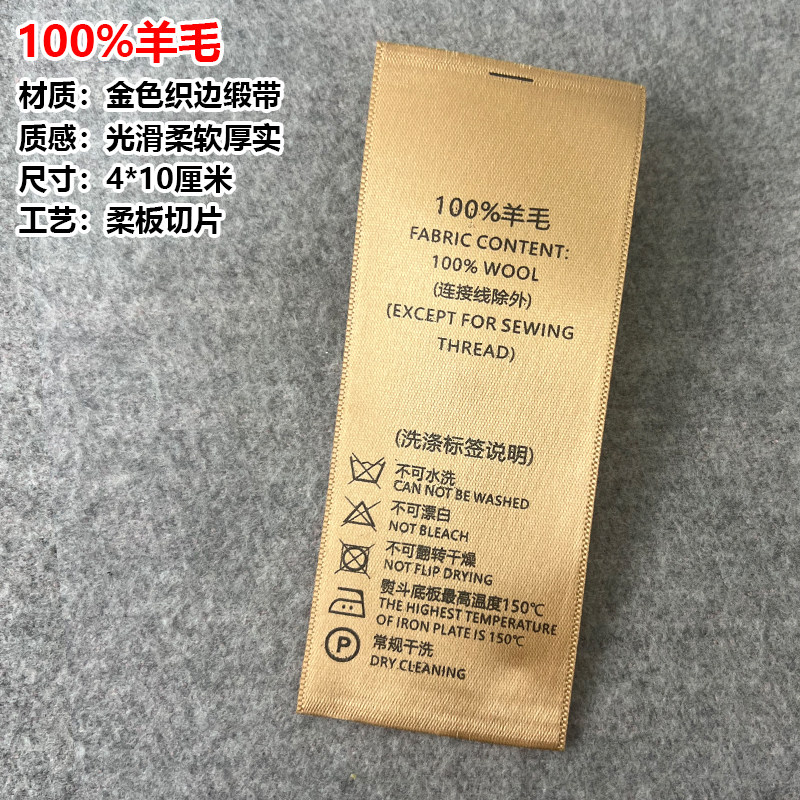 100%羊毛
材质：金色织边缎带
质感：光滑柔软厚实
尺寸：4*10厘米
工艺：柔板切片
100%羊毛
FABRIC CONTENT:
100% WOOL
(连接线除外)
(EXCEPT FOR SEWING
THREAD)
(洗涤标签说明)
不可水洗
CAN NOT BE WASHED
不可漂白
NOT BLEACH
不可翻转干燥
NOT FLIP DRYING
熨斗底板最高温度150℃
THE HIGHEST TEMPERATURE
OF IRON PLATE IS 150℃
P
常规干洗
DRY CLEANING